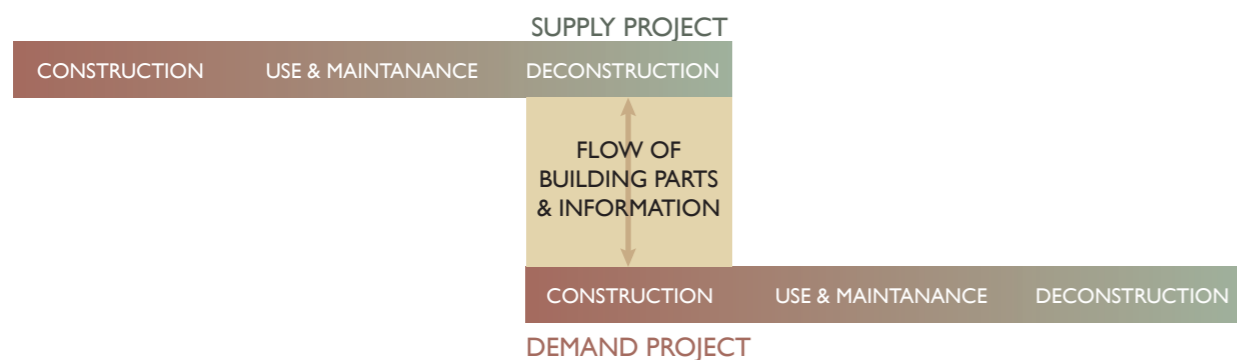 SUPPLY PROJECT
CONSTRUCTION USE & MAINTANANCE DECONSTRUCTION
FLOW OF
BUILDING PARTS
& INFORMATION
CONSTRUCTION USE & MAINTANANCE DECONSTRUCTION
DEMAND PROJECT